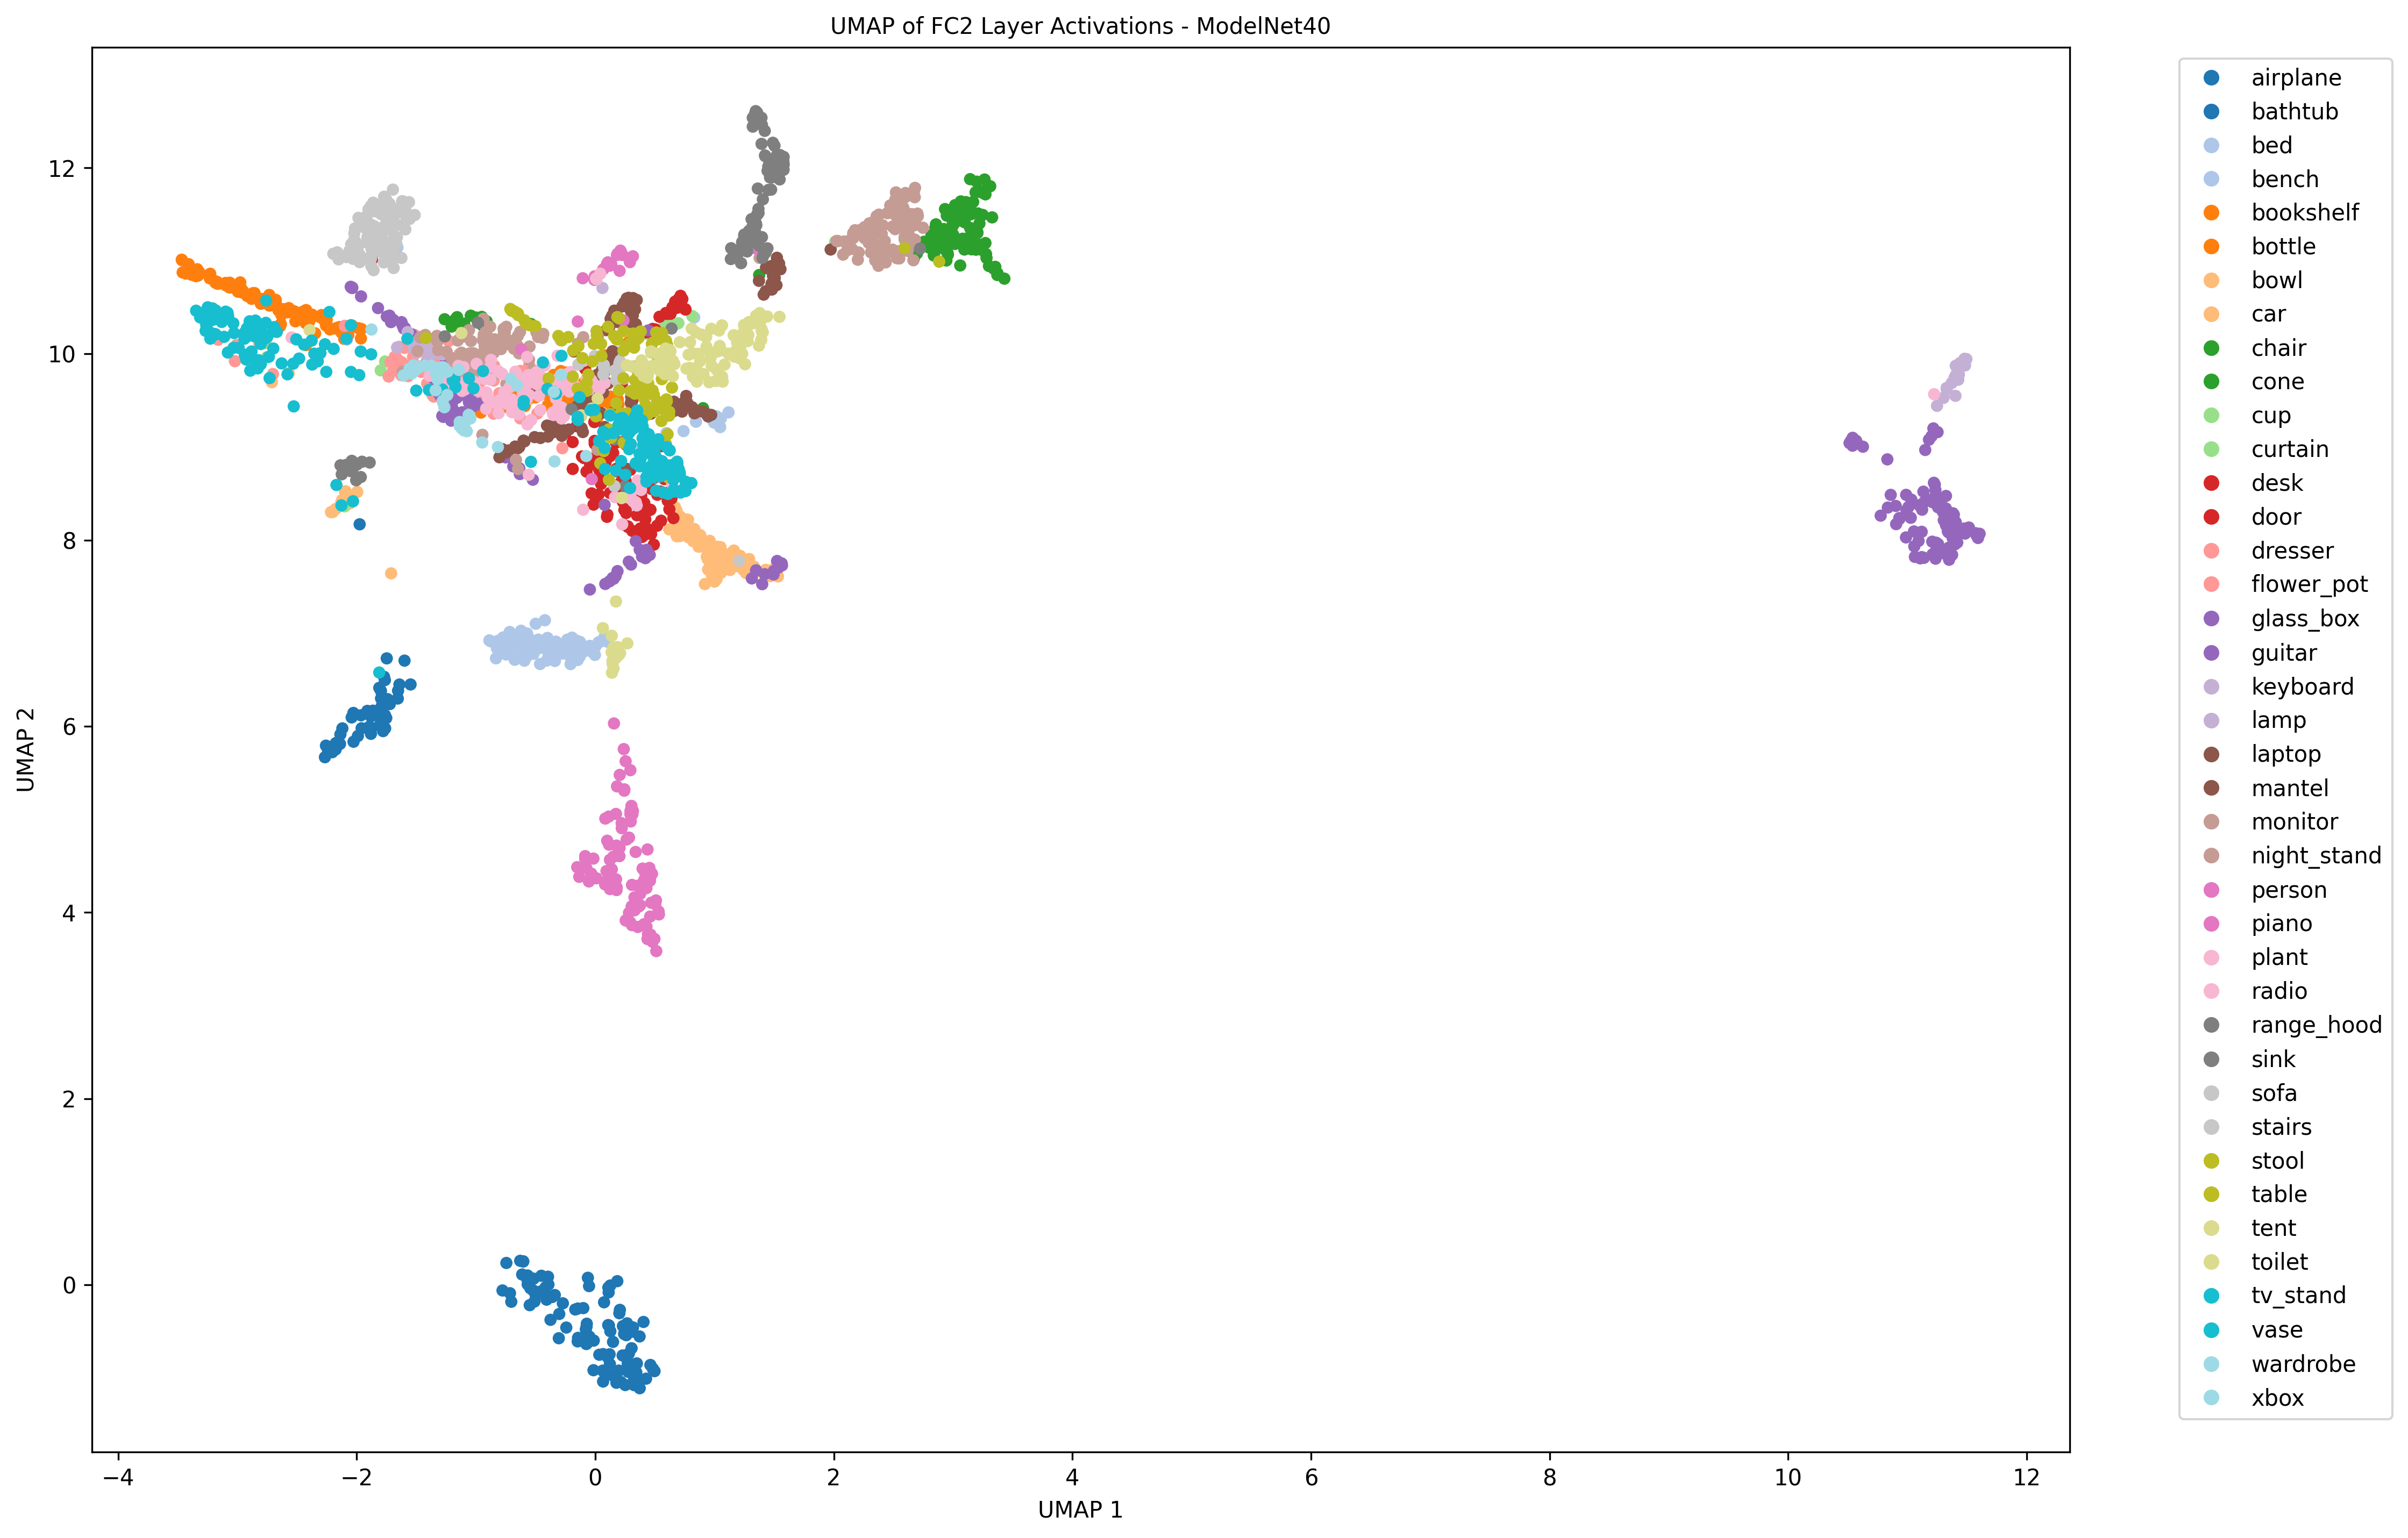 UMAP of FC2 Layer Activations - ModelNet40
12
10
8
6
4
2
0
UMAP 2
−4
−2
0
2
4
6
8
10
12
UMAP 1
airplane
bathtub
bed
bench
bookshelf
bottle
bowl
car
chair
cone
cup
curtain
desk
door
dresser
flower_pot
glass_box
guitar
keyboard
lamp
laptop
mantel
monitor
night_stand
person
piano
plant
radio
range_hood
sink
sofa
stairs
stool
table
tent
toilet
tv_stand
vase
wardrobe
xbox